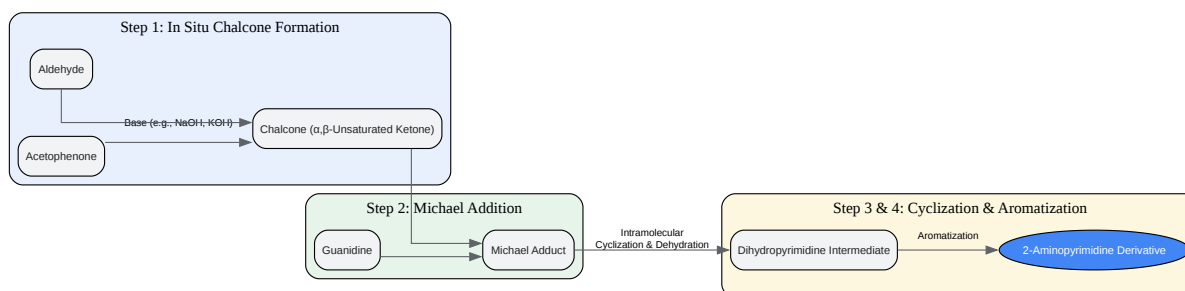 Step 1: In Situ Chalcone Formation
Aldehyde
Base (e.g., NaOH, KOH)
Chalcone (α,β-Unsaturated Ketone)
Acetophenone
Step 2: Michael Addition
Guanidine
Michael Adduct
Intramolecular
Cyclization & Dehydration
Step 3 & 4: Cyclization & Aromatization
Dihydropyrimidine Intermediate
Aromatization
2-Aminopyrimidine Derivative